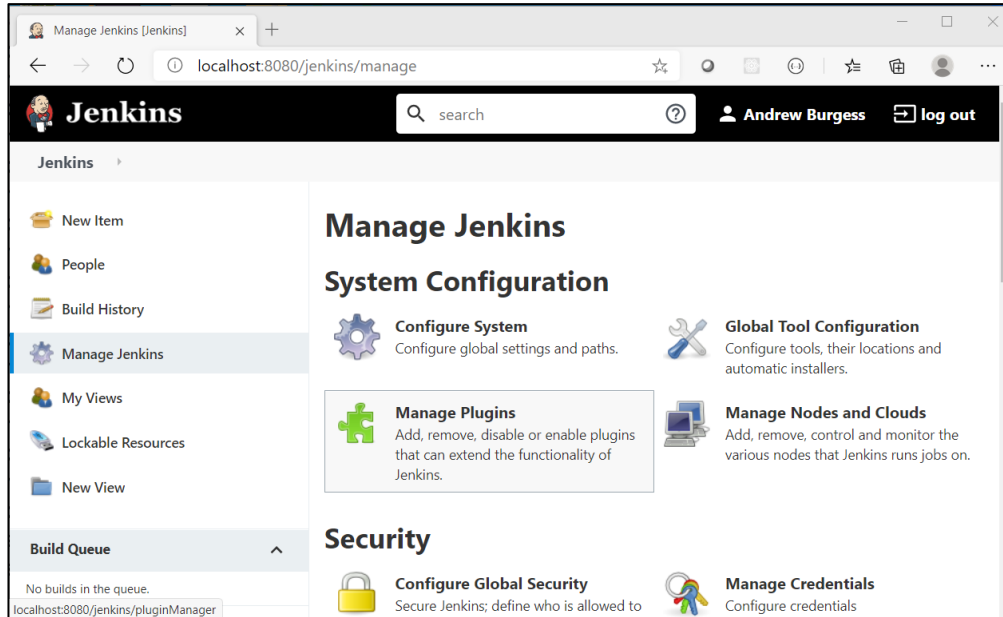 Manage Jenkins [Jenkins]
localhost:8080/jenkins/manage
Jenkins
search
Andrew Burgess
log out
Jenkins
New Item
People
Build History
Manage Jenkins
My Views
Lockable Resources
New View
Build Queue
No builds in the queue.
localhost:8080/jenkins/pluginManager
Manage Jenkins
System Configuration
Configure System
Configure global settings and paths.
Global Tool Configuration
Configure tools, their locations and
automatic installers.
Manage Plugins
Add, remove, disable or enable plugins
that can extend the functionality of
Jenkins.
Manage Nodes and Clouds
Add, remove, control and monitor the
various nodes that Jenkins runs jobs on.
Security
Configure Global Security
Secure Jenkins; define who is allowed to
Manage Credentials
Configure credentials